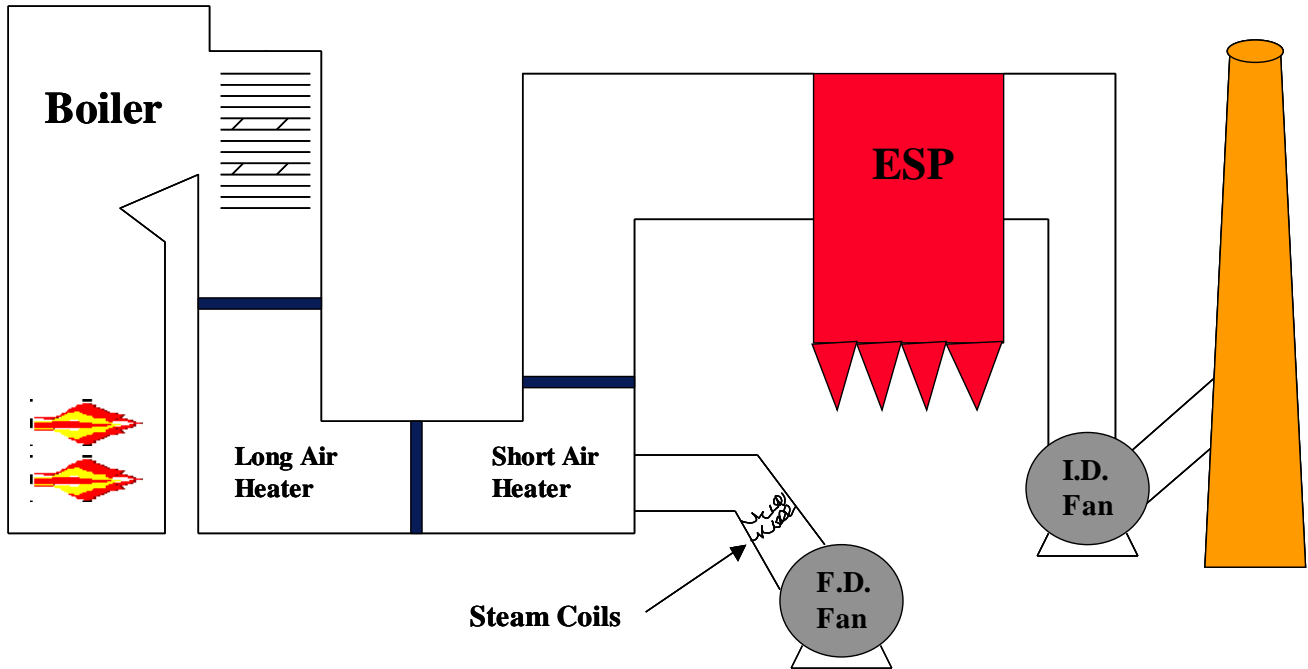 Boiler
ESP
Long Air
Heater
Short Air
Heater
I.D.
Fan
F.D.
Fan
Steam Coils